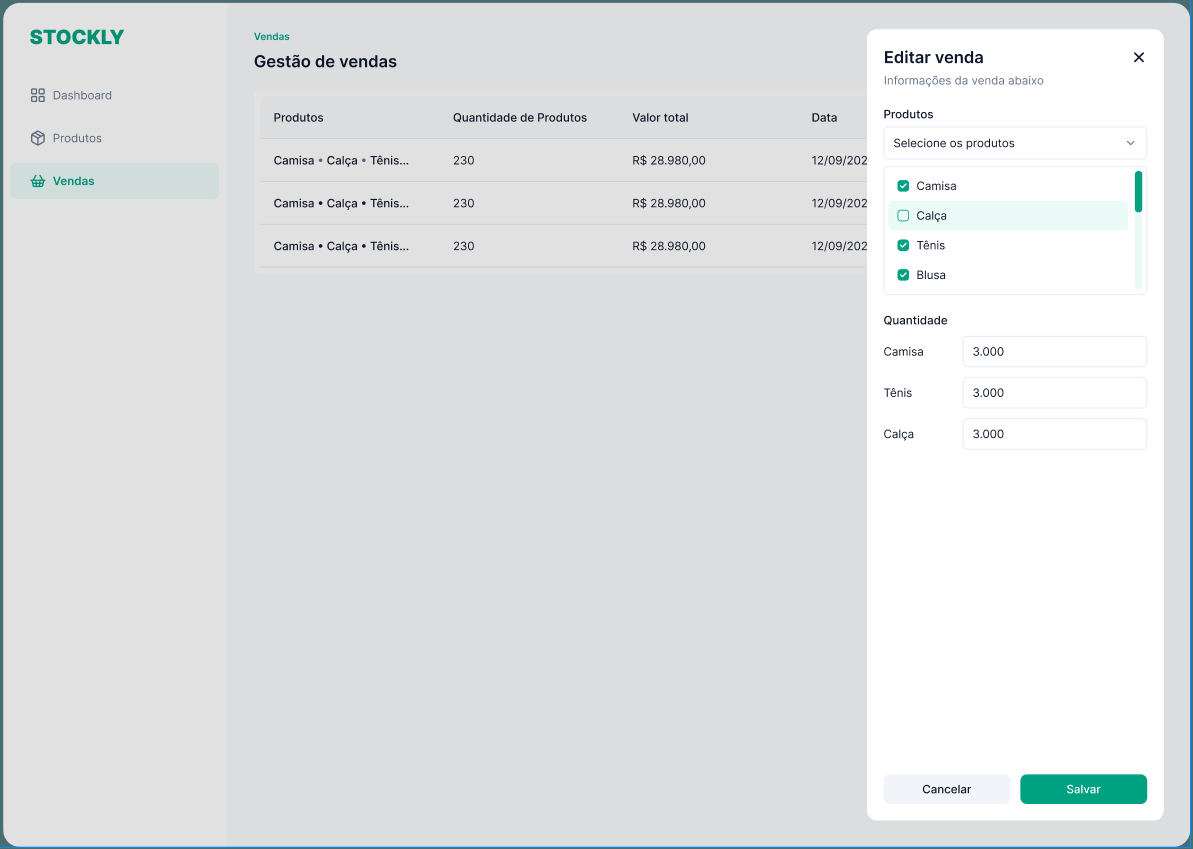 STOCKLY
Dashboard
Produtos
Vendas
Vendas
Gestão de vendas
Produtos Quantidade de Produtos Valor total Data
Camisa • Calça • Tênis... 230 R$ 28.980,00 12/09/202
Camisa • Calça • Tênis... 230 R$ 28.980,00 12/09/202
Camisa • Calça • Tênis... 230 R$ 28.980,00 12/09/202
Editar venda
Informações da venda abaixo
Produtos
Selecione os produtos
Camisa
Calça
Tênis
Blusa
Quantidade
Camisa 3.000
Tênis 3.000
Calça 3.000
Cancelar Salvar